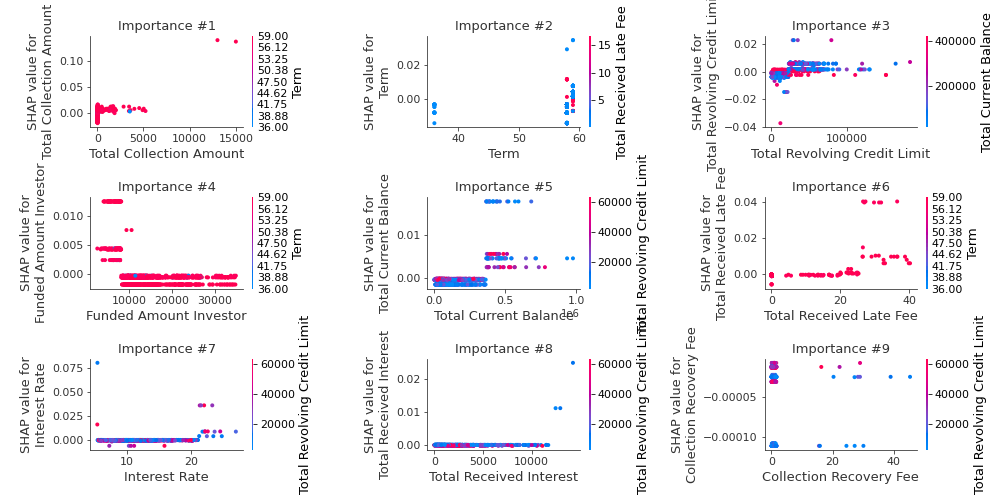 Importance #1
SHAP value for
Total Collection Amount
0.10
0.05
0.00
0
5000
10000
15000
Total Collection Amount
59.00
56.12
53.25
50.38
47.50
44.62
41.75
38.88
36.00
Term
Importance #2
SHAP value for
Term
0.02
0.00
40
50
60
Term
15
10
5
Total Received Late Fee
Importance #3
SHAP value for
Total Revolving Credit Limit
0.02
0.00
−0.02
−0.04
0
100000
Total Revolving Credit Limit
400000
200000
Total Current Balance
Importance #4
SHAP value for
Funded Amount Investor
0.010
0.005
0.000
10000
20000
30000
Funded Amount Investor
59.00
56.12
53.25
50.38
47.50
44.62
41.75
38.88
36.00
Term
Importance #5
SHAP value for
Total Current Balance
0.01
0.00
0.0
0.5
1.0
1e6
Total Current Balance
60000
20000
Total Revolving Credit Limit
Importance #6
SHAP value for
Total Received Late Fee
0.04
0.02
0.00
0
20
40
Total Received Late Fee
59.00
56.12
53.25
50.38
47.50
44.62
41.75
38.88
36.00
Term
Importance #7
SHAP value for
Interest Rate
0.075
0.050
0.025
0.000
10
20
Interest Rate
60000
40000
20000
Total Revolving Credit Limit
Importance #8
SHAP value for
Total Received Interest
0.02
0.01
0.00
0
5000
10000
Total Received Interest
60000
40000
20000
Total Revolving Credit Limit
Importance #9
SHAP value for
Collection Recovery Fee
−0.00005
−0.00010
0
20
40
Collection Recovery Fee
60000
40000
20000
Total Revolving Credit Limit